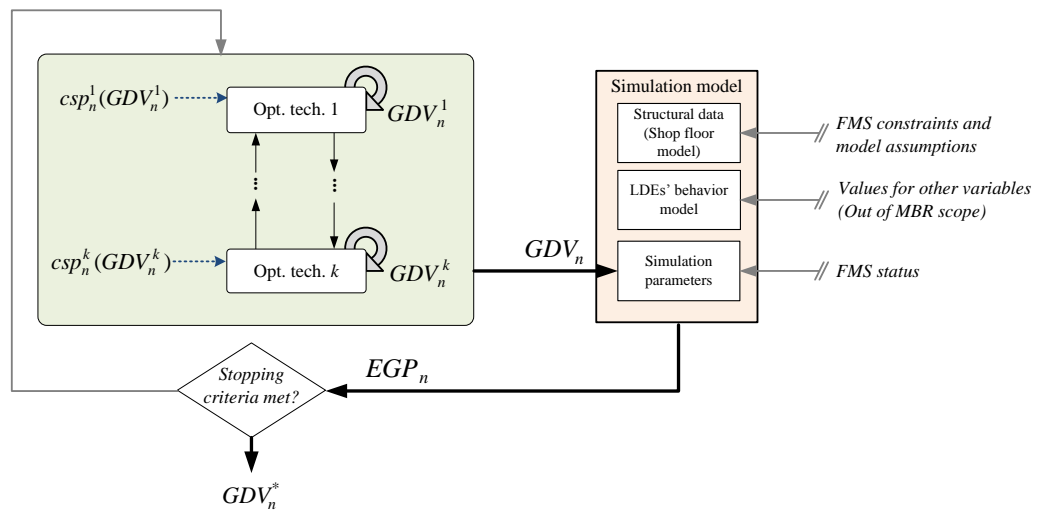 csp_n^1(GDV_n^1)
Opt. tech. 1
GDV_n^1
...
...
csp_n^k(GDV_n^k)
Opt. tech. k
GDV_n^k
GDV_n
Simulation model
Structural data
(Shop floor
model)
LDEs' behavior
model
Simulation
parameters
FMS constraints and
model assumptions
Values for other variables
(Out of MBR scope)
FMS status
EGP_n
Stopping
criteria met?
GDV_n^*